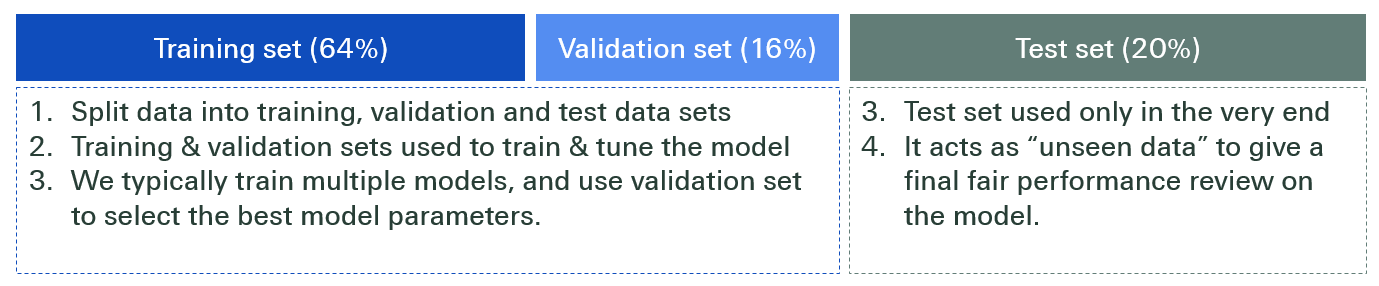 Training set (64%)
Validation set (16%)
Test set (20%)
1. Split data into training, validation and test data sets
2. Training & validation sets used to train & tune the model
3. We typically train multiple models, and use validation set
to select the best model parameters.
3. Test set used only in the very end
4. It acts as “unseen data” to give a
final fair performance review on
the model.